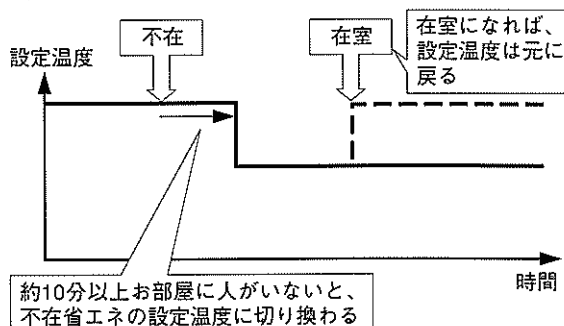 不在
在室
在室になれば、
設定温度は元に
戻る
設定温度
時間
約10分以上お部屋に人がいないと、
不在省エネの設定温度に切り換わる